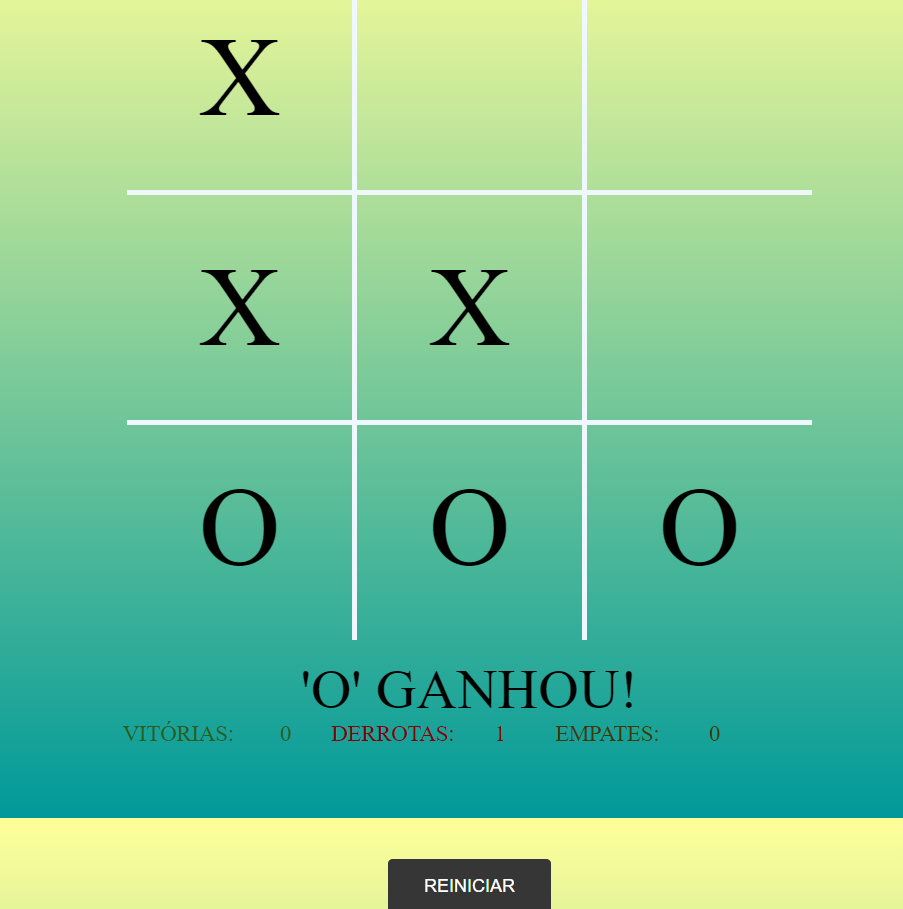 X
X X
O O O
'O' GANHOU!
VITÓRIAS: 0 DERROTAS: 1 EMPATES: 0
REINICIAR